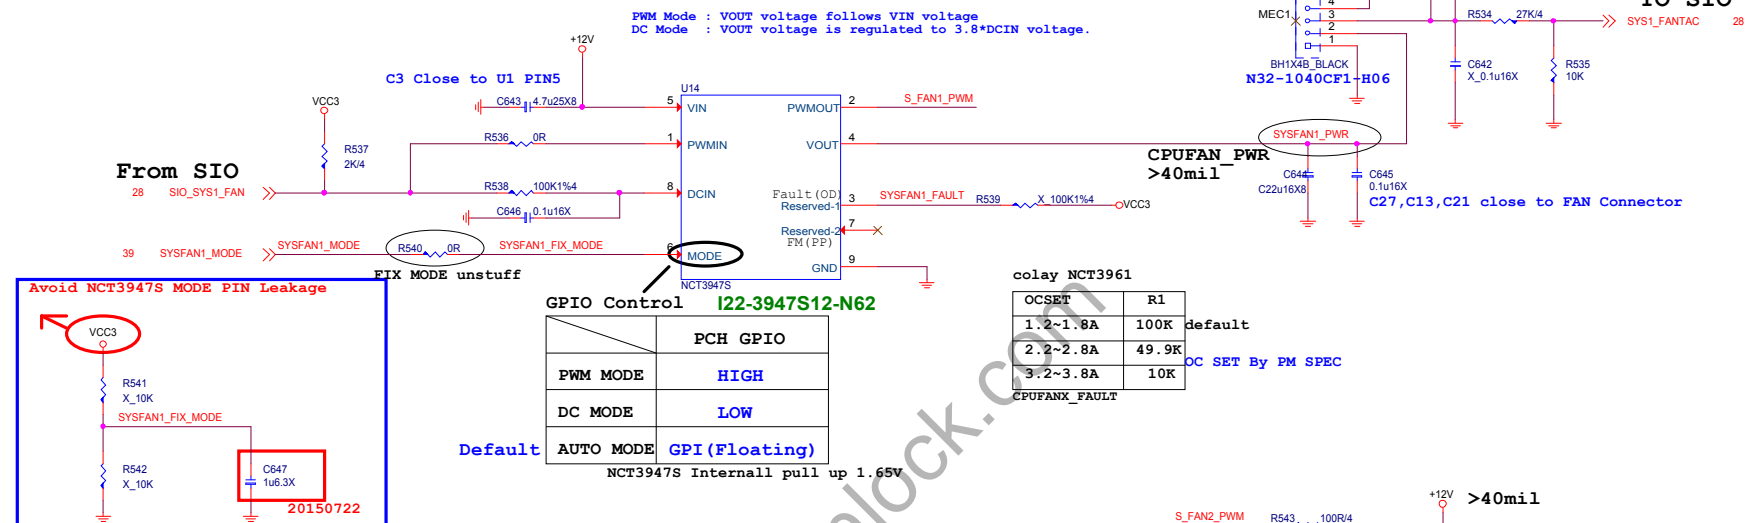 PWM Mode : VOUT voltage follows VIN voltage
DC Mode : VOUT voltage is regulated to 3.8*DCIN voltage.
+12V
C3 Close to U1 PIN5
C643 4.7u25X8
VCC3
R537
2K/4
R536 0R
From SIO
28 SIO_SYS1_FAN
R538 100K1%4
C646 0.1u16X
39 SYSFAN1_MODE
SYSFAN1_MODE
R540 0R
SYSFAN1_FIX_MODE
FIX MODE unstuff
U14
5 VIN
1 PWMIN
8 DCIN
6 MODE
PWMOUT 2
VOUT 4
Fault(OD)
Reserved-1 3
Reserved-2 7
FM(PP)
GND 9
NCT3947S
I22-3947S12-N62
S_FAN1_PWM
SYSFAN1_FAULT
R539 X_100K1%4
VCC3
MEC1
4
3
2
1
BH1X4B_BLACK
N32-1040CF1-H06
TO SIO
R534 27K/4
SYS1_FANTAC 28
C642
X_0.1u16X
R535
10K
SYSFAN1_PWR
CPUFAN_PWR
>40mil
C644
C22u16X8
C645
0.1u16X
C27,C13,C21 close to FAN Connector
Avoid NCT3947S MODE PIN Leakage
VCC3
R541
X_10K
SYSFAN1_FIX_MODE
R542
X_10K
C647
1u6.3X
20150722
GPIO Control
PCH GPIO
PWM MODE HIGH
DC MODE LOW
Default AUTO MODE GPI(Floating)
NCT3947S Internall pull up 1.65V
colay NCT3961
OCSET R1
1.2~1.8A 100K default
2.2~2.8A 49.9K
OC SET By PM SPEC
3.2~3.8A 10K
CPUFANX_FAULT
elock.com
+12V >40mil
S_FAN2_PWM
R543 100R/4